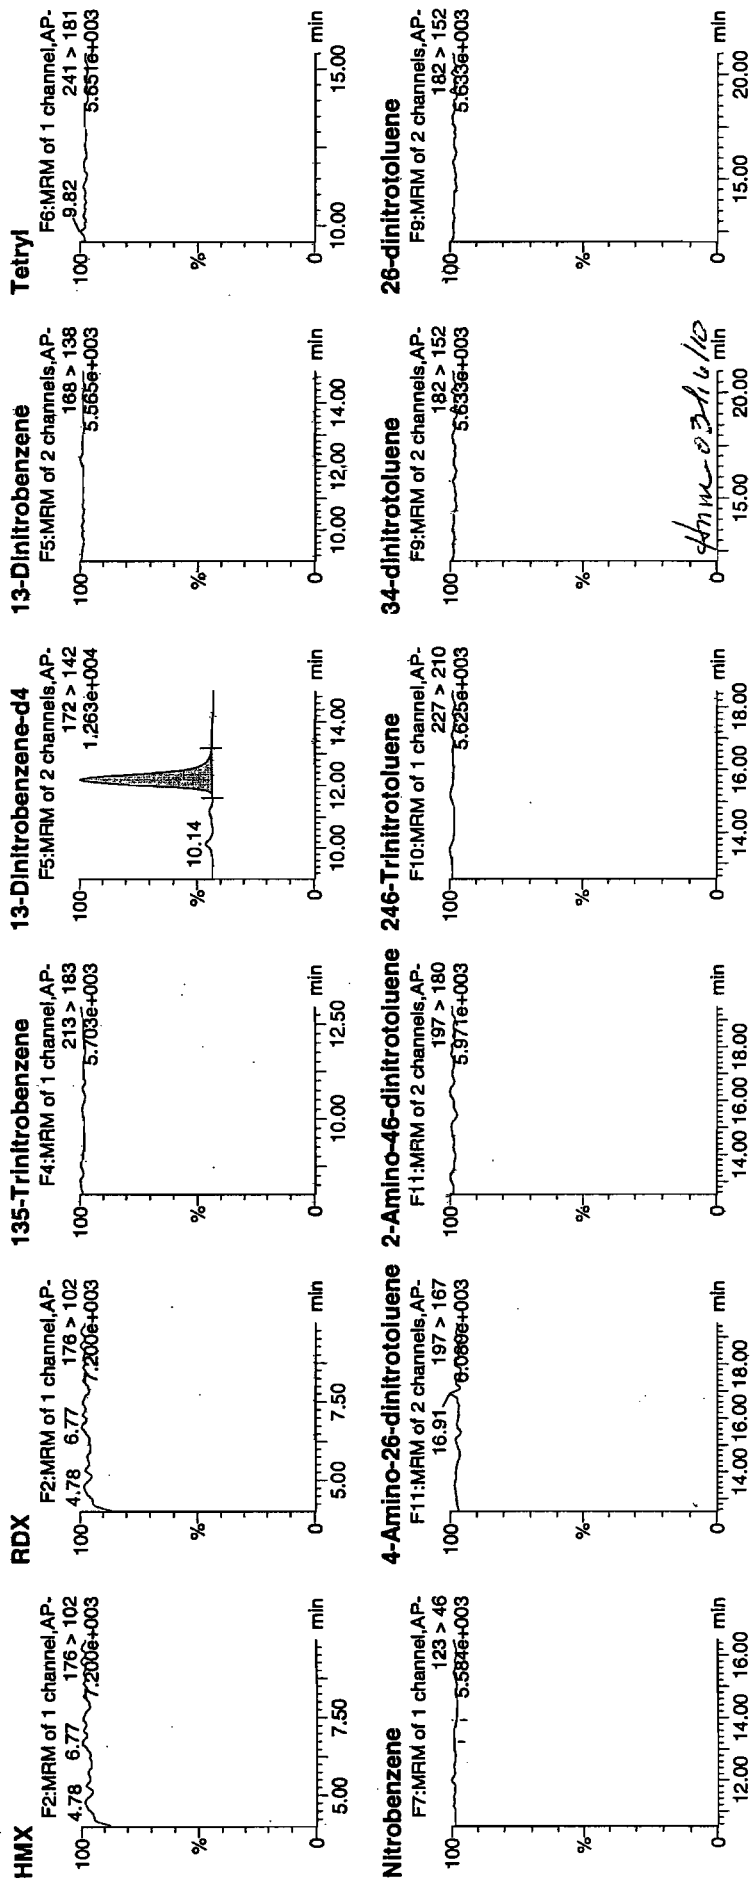 HMX
F2:MRM of 1 channel,AP-
176 > 102
7.200e+003
4.78
6.77
100
%
0
5.00
7.50
min
RDX
F2:MRM of 1 channel,AP-
176 > 102
7.200e+003
4.78
6.77
100
%
0
5.00
7.50
min
135-Trinitrobenzene
F4:MRM of 1 channel,AP-
213 > 183
5.703e+003
100
%
0
10.00
12.50
min
13-Dinitrobenzene-d4
F5:MRM of 2 channels,AP-
172 > 142
1.263e+004
10.14
100
%
0
10.00
12.00
14.00
min
13-Dinitrobenzene
F5:MRM of 2 channels,AP-
168 > 138
5.565e+003
100
%
0
10.00
12.00
14.00
min
Tetryl
F6:MRM of 1 channel,AP-
241 > 181
5.651e+003
9.82
100
%
0
10.00
15.00
min
Nitrobenzene
F7:MRM of 1 channel,AP-
123 > 46
5.584e+003
100
%
0
12.00
14.00
16.00
min
4-Amino-26-dinitrotoluene
F11:MRM of 2 channels,AP-
197 > 167
6.080e+003
16.91
100
%
0
14.00
16.00
18.00
min
2-Amino-46-dinitrotoluene
F11:MRM of 2 channels,AP-
197 > 180
5.971e+003
100
%
0
14.00
16.00
18.00
min
246-Trinitrotoluene
F10:MRM of 1 channel,AP-
227 > 210
5.625e+003
100
%
0
14.00
16.00
18.00
min
34-dinitrotoluene
F9:MRM of 2 channels,AP-
182 > 152
5.633e+003
100
%
0
15.00
20.00
min
26-dinitrotoluene
F9:MRM of 2 channels,AP-
182 > 152
5.633e+003
100
%
0
15.00
20.00
min